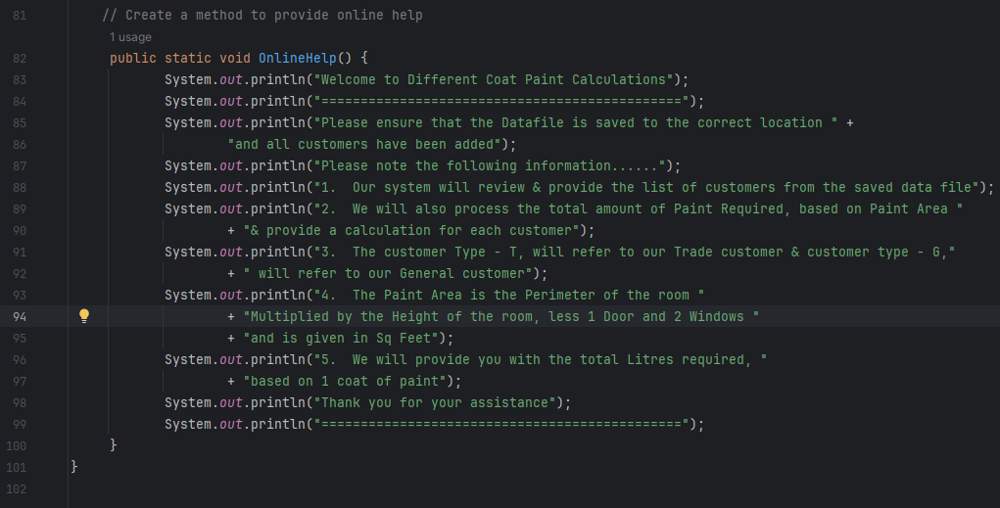 81 // Create a method to provide online help
1 usage
82 public static void OnlineHelp() {
83 System.out.println("Welcome to Different Coat Paint Calculations");
84 System.out.println("==============================================");
85 System.out.println("Please ensure that the Datafile is saved to the correct location " +
86 "and all customers have been added");
87 System.out.println("Please note the following information......");
88 System.out.println("1.  Our system will review & provide the list of customers from the saved data file");
89 System.out.println("2.  We will also process the total amount of Paint Required, based on Paint Area "
90 + "& provide a calculation for each customer");
91 System.out.println("3.  The customer Type - T, will refer to our Trade customer & customer type - G,"
92 + " will refer to our General customer");
93 System.out.println("4.  The Paint Area is the Perimeter of the room "
94 + "Multiplied by the Height of the room, less 1 Door and 2 Windows "
95 + "and is given in Sq Feet");
96 System.out.println("5.  We will provide you with the total Litres required, "
97 + "based on 1 coat of paint");
98 System.out.println("Thank you for your assistance");
99 System.out.println("==============================================");
100 }
101 }
102